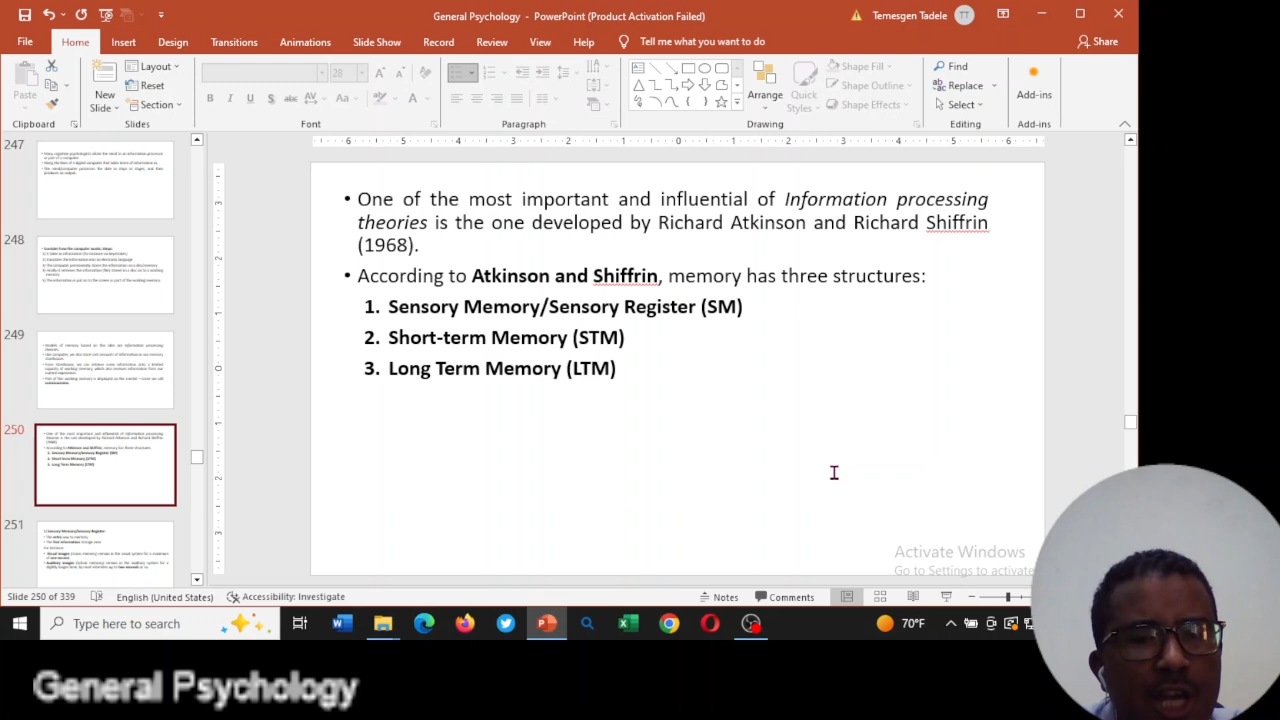 General Psychology - PowerPoint (Product Activation Failed)
Temesgen Tadele
TT
File Home Insert Design Transitions Animations Slide Show Record Review View Help Tell me what you want to do
Share
Paste
New
Slide
Layout
Reset
Section
28
Arrange
Quick
Styles
Shape Fill
Shape Outline
Shape Effects
Find
Replace
Select
Add-ins
Clipboard
Slides
Font
Paragraph
Drawing
Editing
Add-ins
247
248
249
250
251
• One of the most important and influential of Information processing
theories is the one developed by Richard Atkinson and Richard Shiffrin
(1968).
• According to Atkinson and Shiffrin, memory has three structures:
1. Sensory Memory/Sensory Register (SM)
2. Short-term Memory (STM)
3. Long Term Memory (LTM)
Activate Windows
Go to Settings to activate
Slide 250 of 339
English (United States)
Accessibility: Investigate
Notes
Comments
Type here to search
70°F
General Psychology